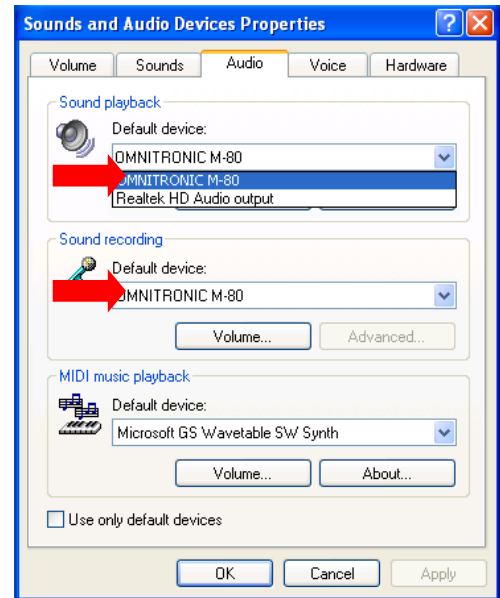 Sounds and Audio Devices Properties
Volume Sounds Audio Voice Hardware
Sound playback
Default device:
OMNITRONIC M-80
OMNITRONIC M-80
Realtek HD Audio output
Sound recording
Default device:
OMNITRONIC M-80
Volume... Advanced...
MIDI music playback
Default device:
Microsoft GS Wavetable SW Synth
Volume... About...
Use only default devices
OK Cancel Apply